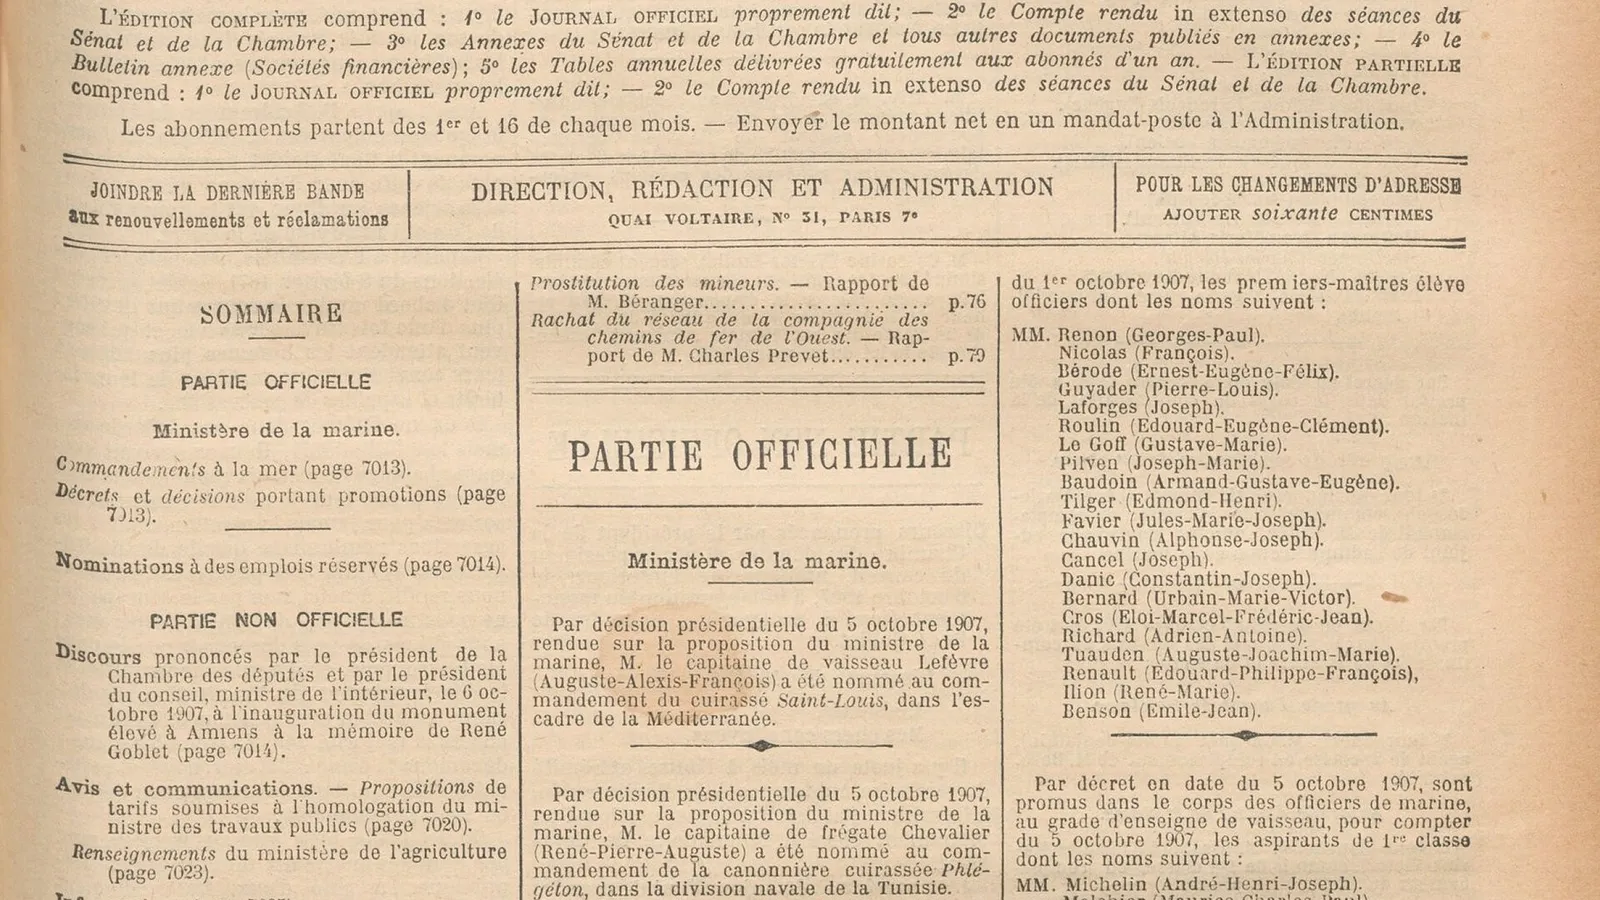 L'ÉDITION COMPLÈTE comprend : 1º le JOURNAL OFFICIEL proprement dit; — 2º le Compte rendu in extenso des séances du
Sénat et de la Chambre; — 3º les Annexes du Sénat et de la Chambre et tous autres documents publiés en annexes; — 4º le
Bulletin annexe (Sociétés financières); 5º les Tables annuelles délivrées gratuitement aux abonnés d'un an. — L'ÉDITION PARTIELLE
comprend : 1º le JOURNAL OFFICIEL proprement dit; — 2º le Compte rendu in extenso des séances du Sénat et de la Chambre.
Les abonnements partent des 1er et 16 de chaque mois. — Envoyer le montant net en un mandat-poste à l'Administration.
JOINDRE LA DERNIÈRE BANDE
aux renouvellements et réclamations
DIRECTION, RÉDACTION ET ADMINISTRATION
QUAI VOLTAIRE, Nº 31, PARIS 7e
POUR LES CHANGEMENTS D'ADRESSE
AJOUTER soixante CENTIMES
SOMMAIRE
PARTIE OFFICIELLE
Ministère de la marine.
Commandements à la mer (page 7013).
Décrets et décisions portant promotions (page
7013).
Nominations à des emplois réservés (page 7014).
PARTIE NON OFFICIELLE
Discours prononcés par le président de la
Chambre des députés et par le président
du conseil, ministre de l'intérieur, le 6 oc-
tobre 1907, à l'inauguration du monument
élevé à Amiens à la mémoire de René
Goblet (page 7014).
Avis et communications. — Propositions de
tarifs soumises à l'homologation du mi-
nistre des travaux publics (page 7020).
Renseignements du ministère de l'agriculture
(page 7023).
Prostitution des mineurs. — Rapport de
M. Béranger........................ p.76
Rachat du réseau de la compagnie des
chemins de fer de l'Ouest. — Rap-
port de M. Charles Prevet........... p.79
PARTIE OFFICIELLE
Ministère de la marine.
Par décision présidentielle du 5 octobre 1907,
rendue sur la proposition du ministre de la
marine, M. le capitaine de vaisseau Lefèvre
(Auguste-Alexis-François) a été nommé au com-
mandement du cuirassé Saint-Louis, dans l'es-
cadre de la Méditerranée.
Par décision présidentielle du 5 octobre 1907,
rendue sur la proposition du ministre de la
marine, M. le capitaine de frégate Chevalier
(René-Pierre-Auguste) a été nommé au com-
mandement de la canonnière cuirassée Phlé-
géton, dans la division navale de la Tunisie.
du 1er octobre 1907, les prem iers-maîtres élève
officiers dont les noms suivent :
MM. Renon (Georges-Paul).
Nicolas (François).
Bérode (Ernest-Eugène-Félix).
Guyader (Pierre-Louis).
Laforges (Joseph).
Roulin (Edouard-Eugène-Clément).
Le Goff (Gustave-Marie).
Pilven (Joseph-Marie).
Baudoin (Armand-Gustave-Eugène).
Tilger (Edmond-Henri).
Favier (Jules-Marie-Joseph).
Chauvin (Alphonse-Joseph).
Cancel (Joseph).
Danic (Constantin-Joseph).
Bernard (Urbain-Marie-Victor).
Cros (Eloi-Marcel-Frédéric-Jean).
Richard (Adrien-Antoine).
Tuauden (Auguste-Joachim-Marie).
Renault (Edouard-Philippe-François),
Ilion (René-Marie).
Benson (Emile-Jean).
Par décret en date du 5 octobre 1907, sont
promus dans le corps des officiers de marine,
au grade d'enseigne de vaisseau, pour compter
du 5 octobre 1907, les aspirants de 1re classe
dont les noms suivent :
MM. Michelin (André-Henri-Joseph).